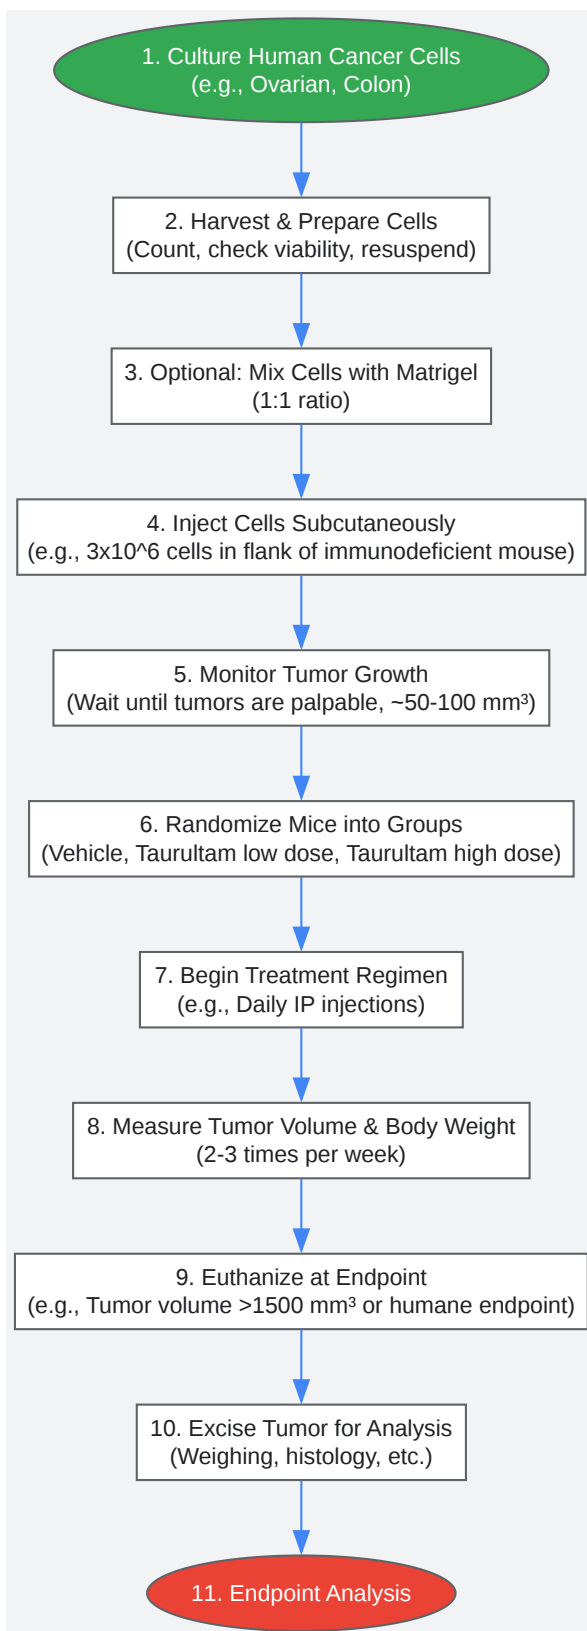 1. Culture Human Cancer Cells
(e.g., Ovarian, Colon)
2. Harvest & Prepare Cells
(Count, check viability, resuspend)
3. Optional: Mix Cells with Matrigel
(1:1 ratio)
4. Inject Cells Subcutaneously
(e.g., 3x10^6 cells in flank of immunodeficient mouse)
5. Monitor Tumor Growth
(Wait until tumors are palpable, ~50-100 mm³)
6. Randomize Mice into Groups
(Vehicle, Taurultam low dose, Taurultam high dose)
7. Begin Treatment Regimen
(e.g., Daily IP injections)
8. Measure Tumor Volume & Body Weight
(2-3 times per week)
9. Euthanize at Endpoint
(e.g., Tumor volume >1500 mm³ or humane endpoint)
10. Excise Tumor for Analysis
(Weighing, histology, etc.)
11. Endpoint Analysis